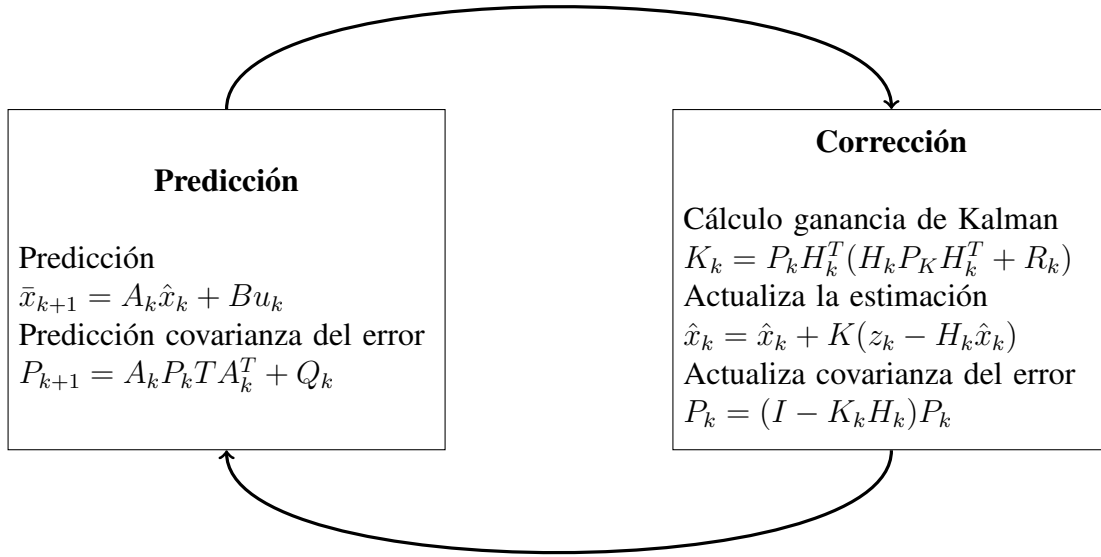 Predicción
Predicción
x̄_{k+1} = A_k x̂_k + Bu_k
Predicción covarianza del error
P_{k+1} = A_k P_k T A_k^T + Q_k
Corrección
Cálculo ganancia de Kalman
K_k = P_k H_k^T (H_k P_K H_k^T + R_k)
Actualiza la estimación
x̂_k = x̂_k + K(z_k − H_k x̂_k)
Actualiza covarianza del error
P_k = (I − K_k H_k)P_k